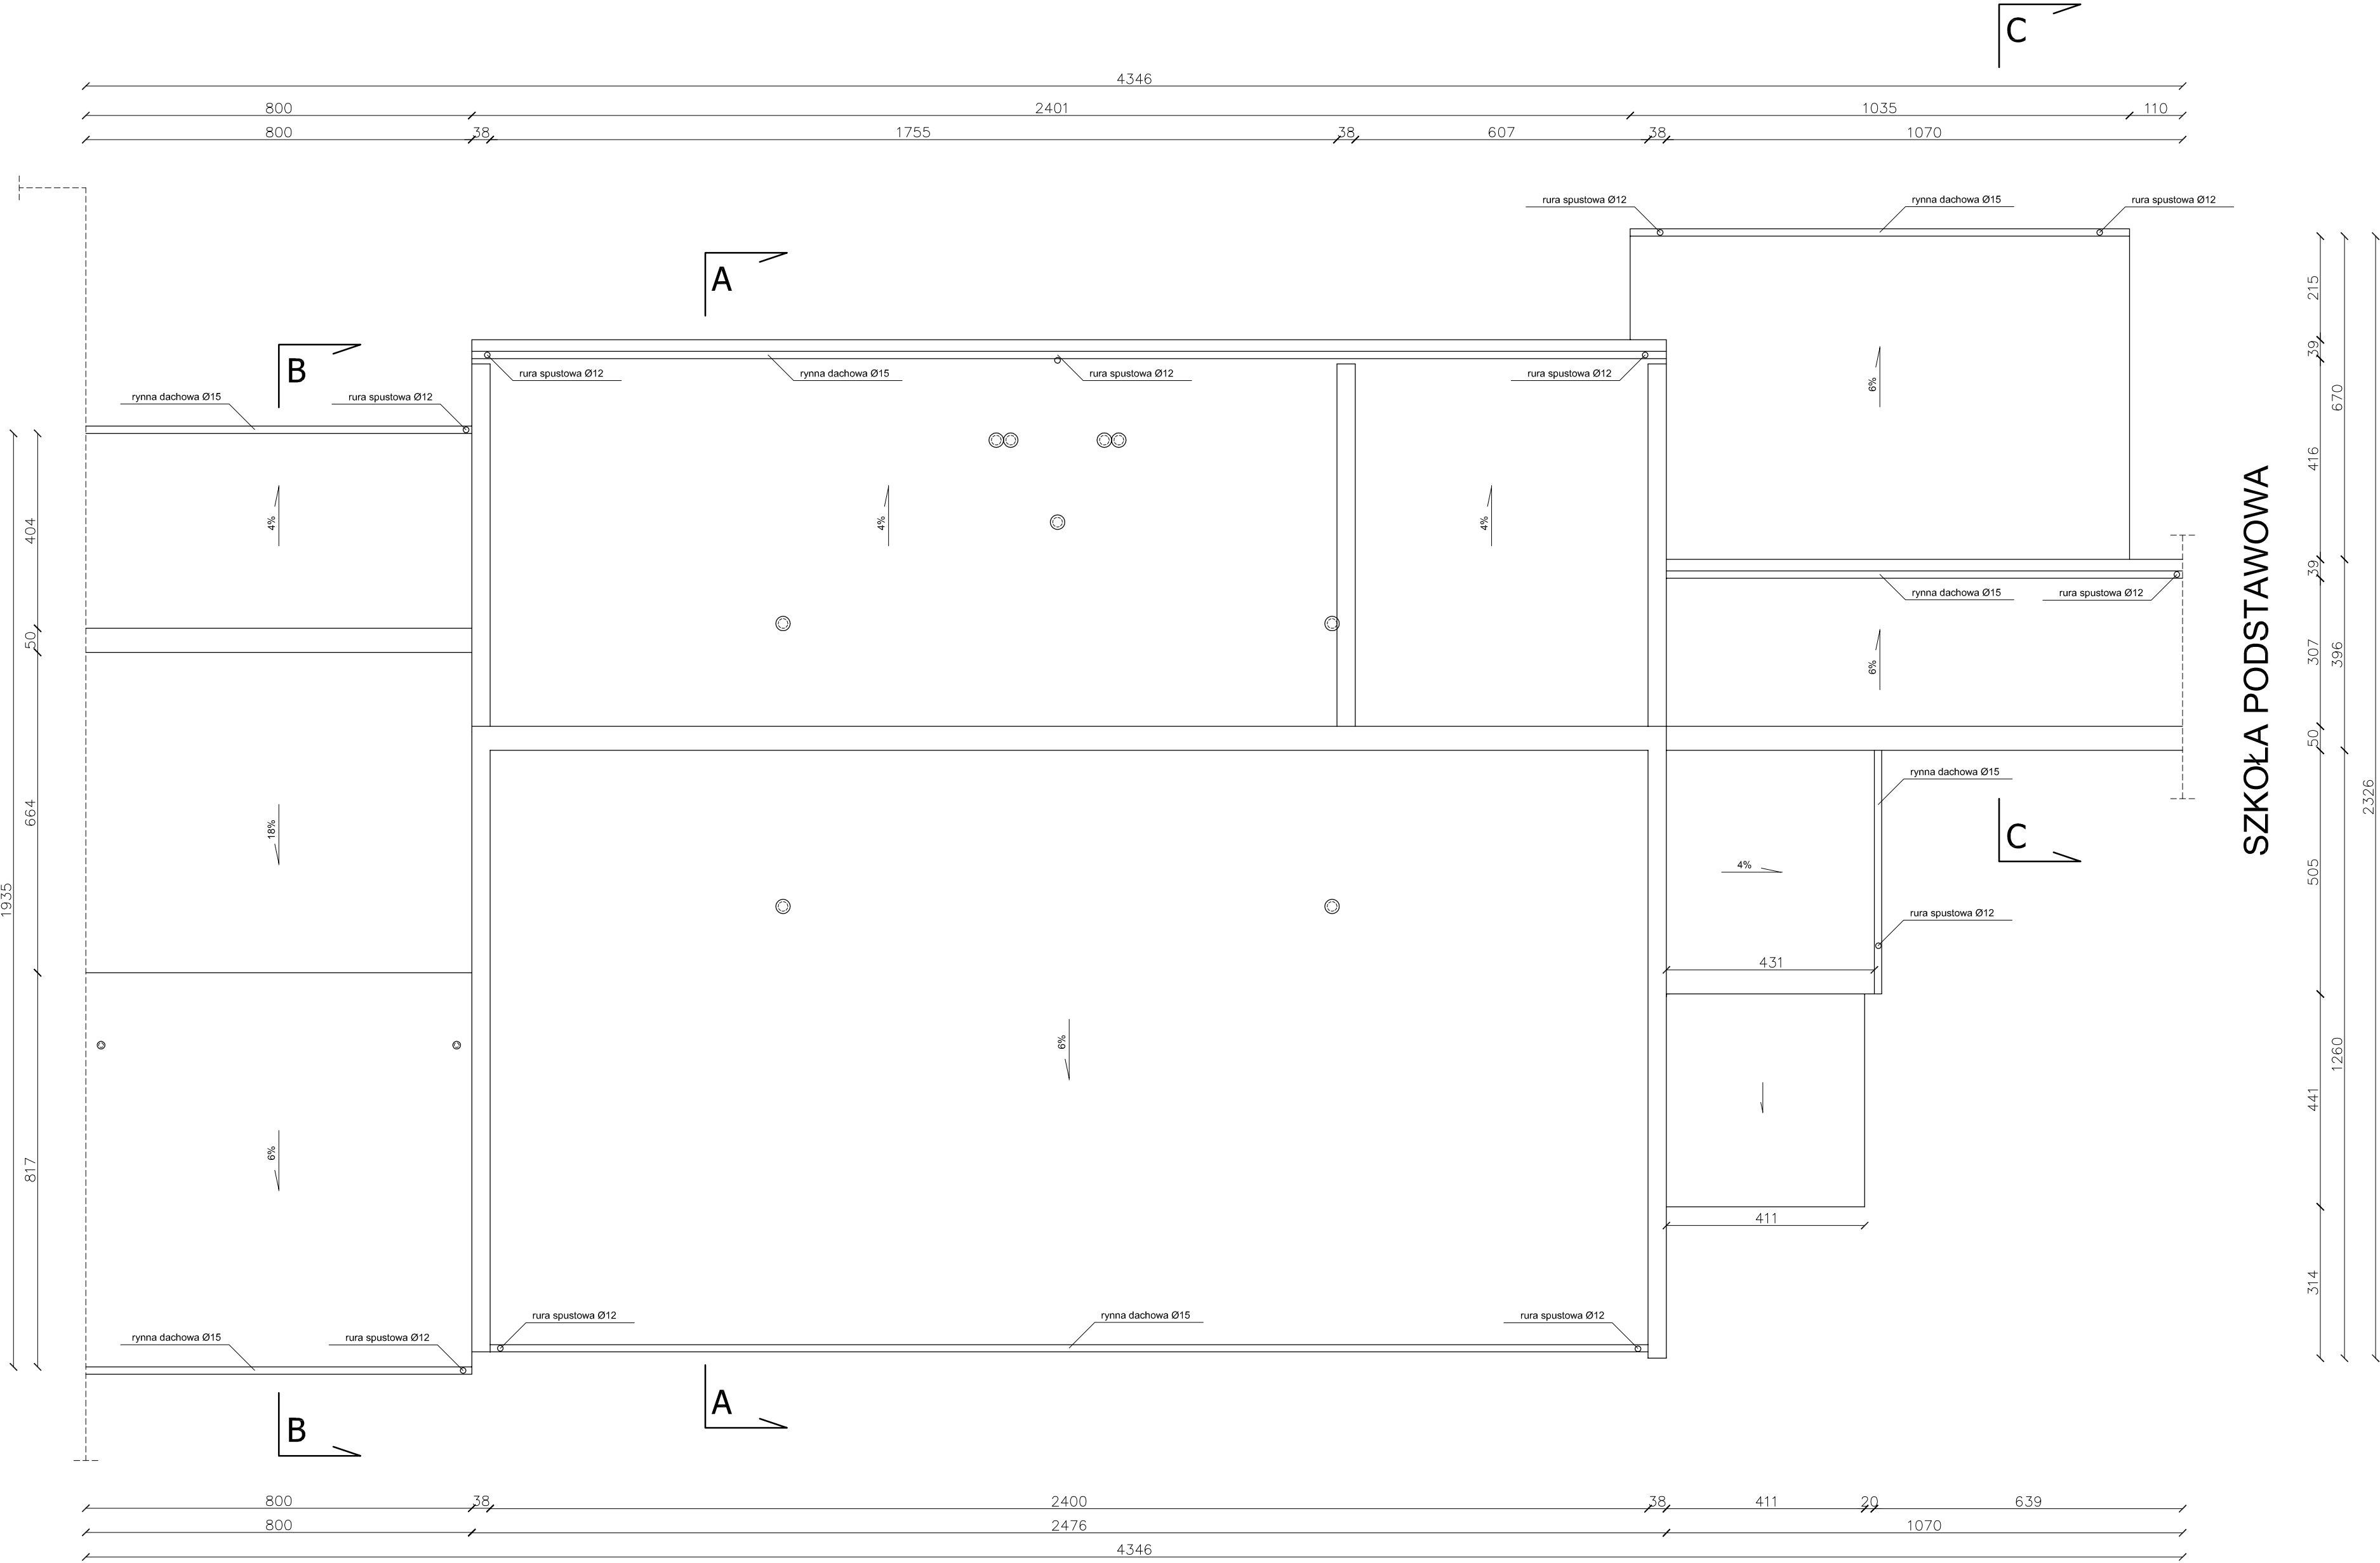 C
4346
800
2401
1035
110
800
38
1755
38
607
38
1070
rura spustowa Ø12
rynna dachowa Ø15
rura spustowa Ø12
A
B
rura spustowa Ø12
rynna dachowa Ø15
rura spustowa Ø12
rura spustowa Ø12
rynna dachowa Ø15
rura spustowa Ø12
6%
4%
4%
4%
rynna dachowa Ø15
rura spustowa Ø12
6%
18%
rynna dachowa Ø15
C
4%
rura spustowa Ø12
431
6%
6%
411
rura spustowa Ø12
rynna dachowa Ø15
rura spustowa Ø12
rynna dachowa Ø15
rura spustowa Ø12
A
B
404
50
664
817
1935
215
39
416
39
307
50
505
441
314
670
396
1260
2326
SZKOŁA PODSTAWOWA
800
38
2400
38
411
20
639
800
2476
1070
4346